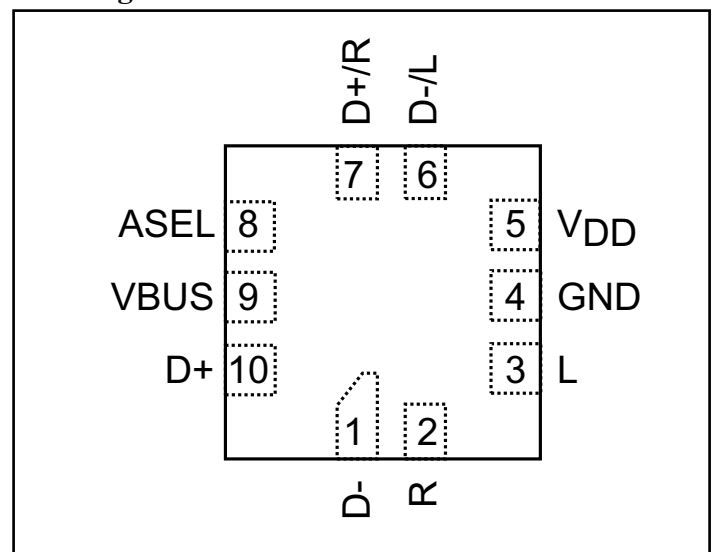 D+/R
D-/L
7
6
ASEL 8
5 VDD
VBUS 9
4 GND
D+ 10
3 L
1
2
D-
R